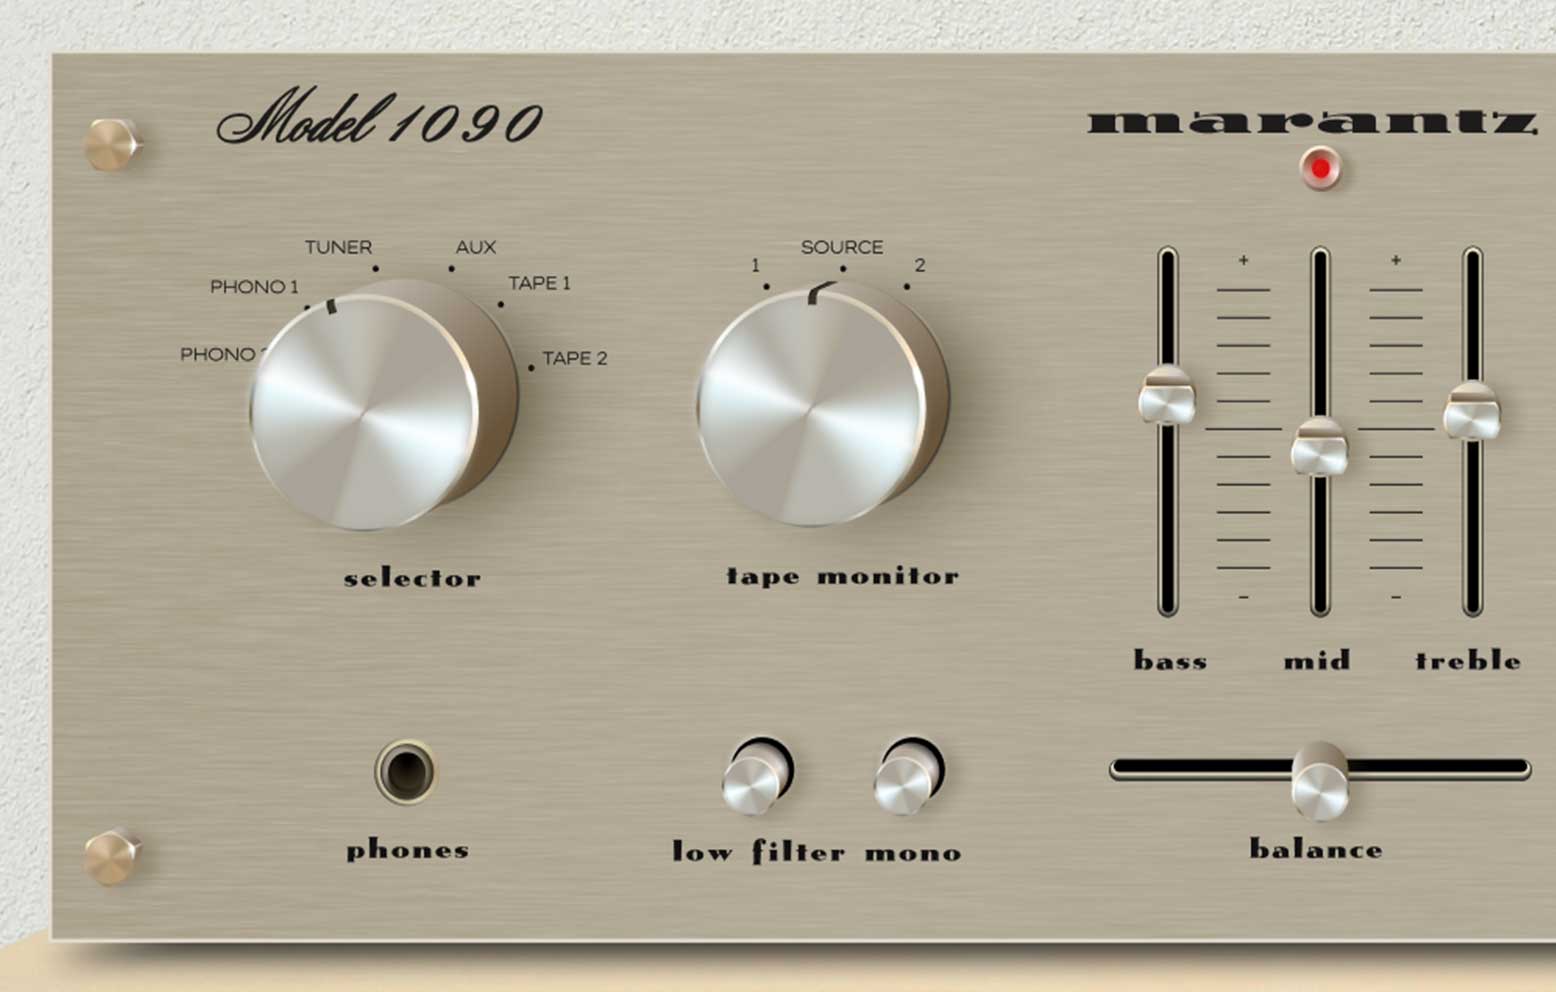 Model 1090
marantz
TUNER
AUX
PHONO 1
TAPE 1
PHONO
TAPE 2
SOURCE
1
2
+
+
-
-
selector
tape monitor
bass
mid
treble
phones
low filter
mono
balance